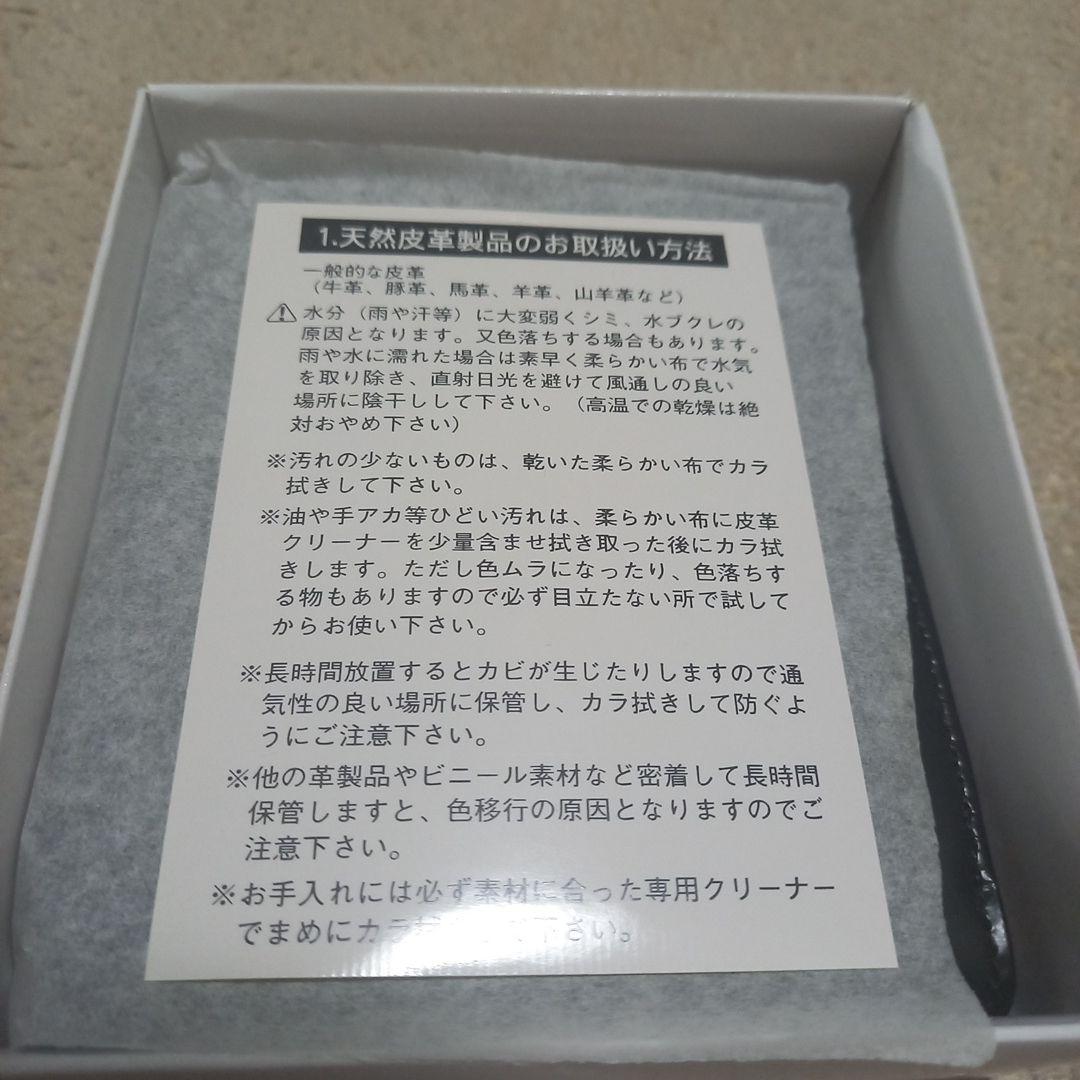 1.天然皮革製品のお取扱い方法
一般的な皮革
(牛革、豚革、馬革、羊革、山羊革など)
⚠水分(雨や汗等)に大変弱くシミ、水ブクレの
原因となります。又色落ちする場合もあります。
雨や水に濡れた場合は素早く柔らかい布で水気
を取り除き、直射日光を避けて風通しの良い
場所に陰干しして下さい。(高温での乾燥は絶
対おやめ下さい)
※汚れの少ないものは、乾いた柔らかい布でカラ
拭きして下さい。
※油や手アカ等ひどい汚れは、柔らかい布に皮革
クリーナーを少量含ませ拭き取った後にカラ拭
きします。ただし色ムラになったり、色落ちす
る物もありますので必ず目立たない所で試して
からお使い下さい。
※長時間放置するとカビが生じたりしますので通
気性の良い場所に保管し、カラ拭きして防ぐよ
うにご注意下さい。
※他の革製品やビニール素材など密着して長時間
保管しますと、色移行の原因となりますのでご
注意下さい。
※お手入れには必ず素材に合った専用クリーナー
でまめにカラ拭 て下さい。